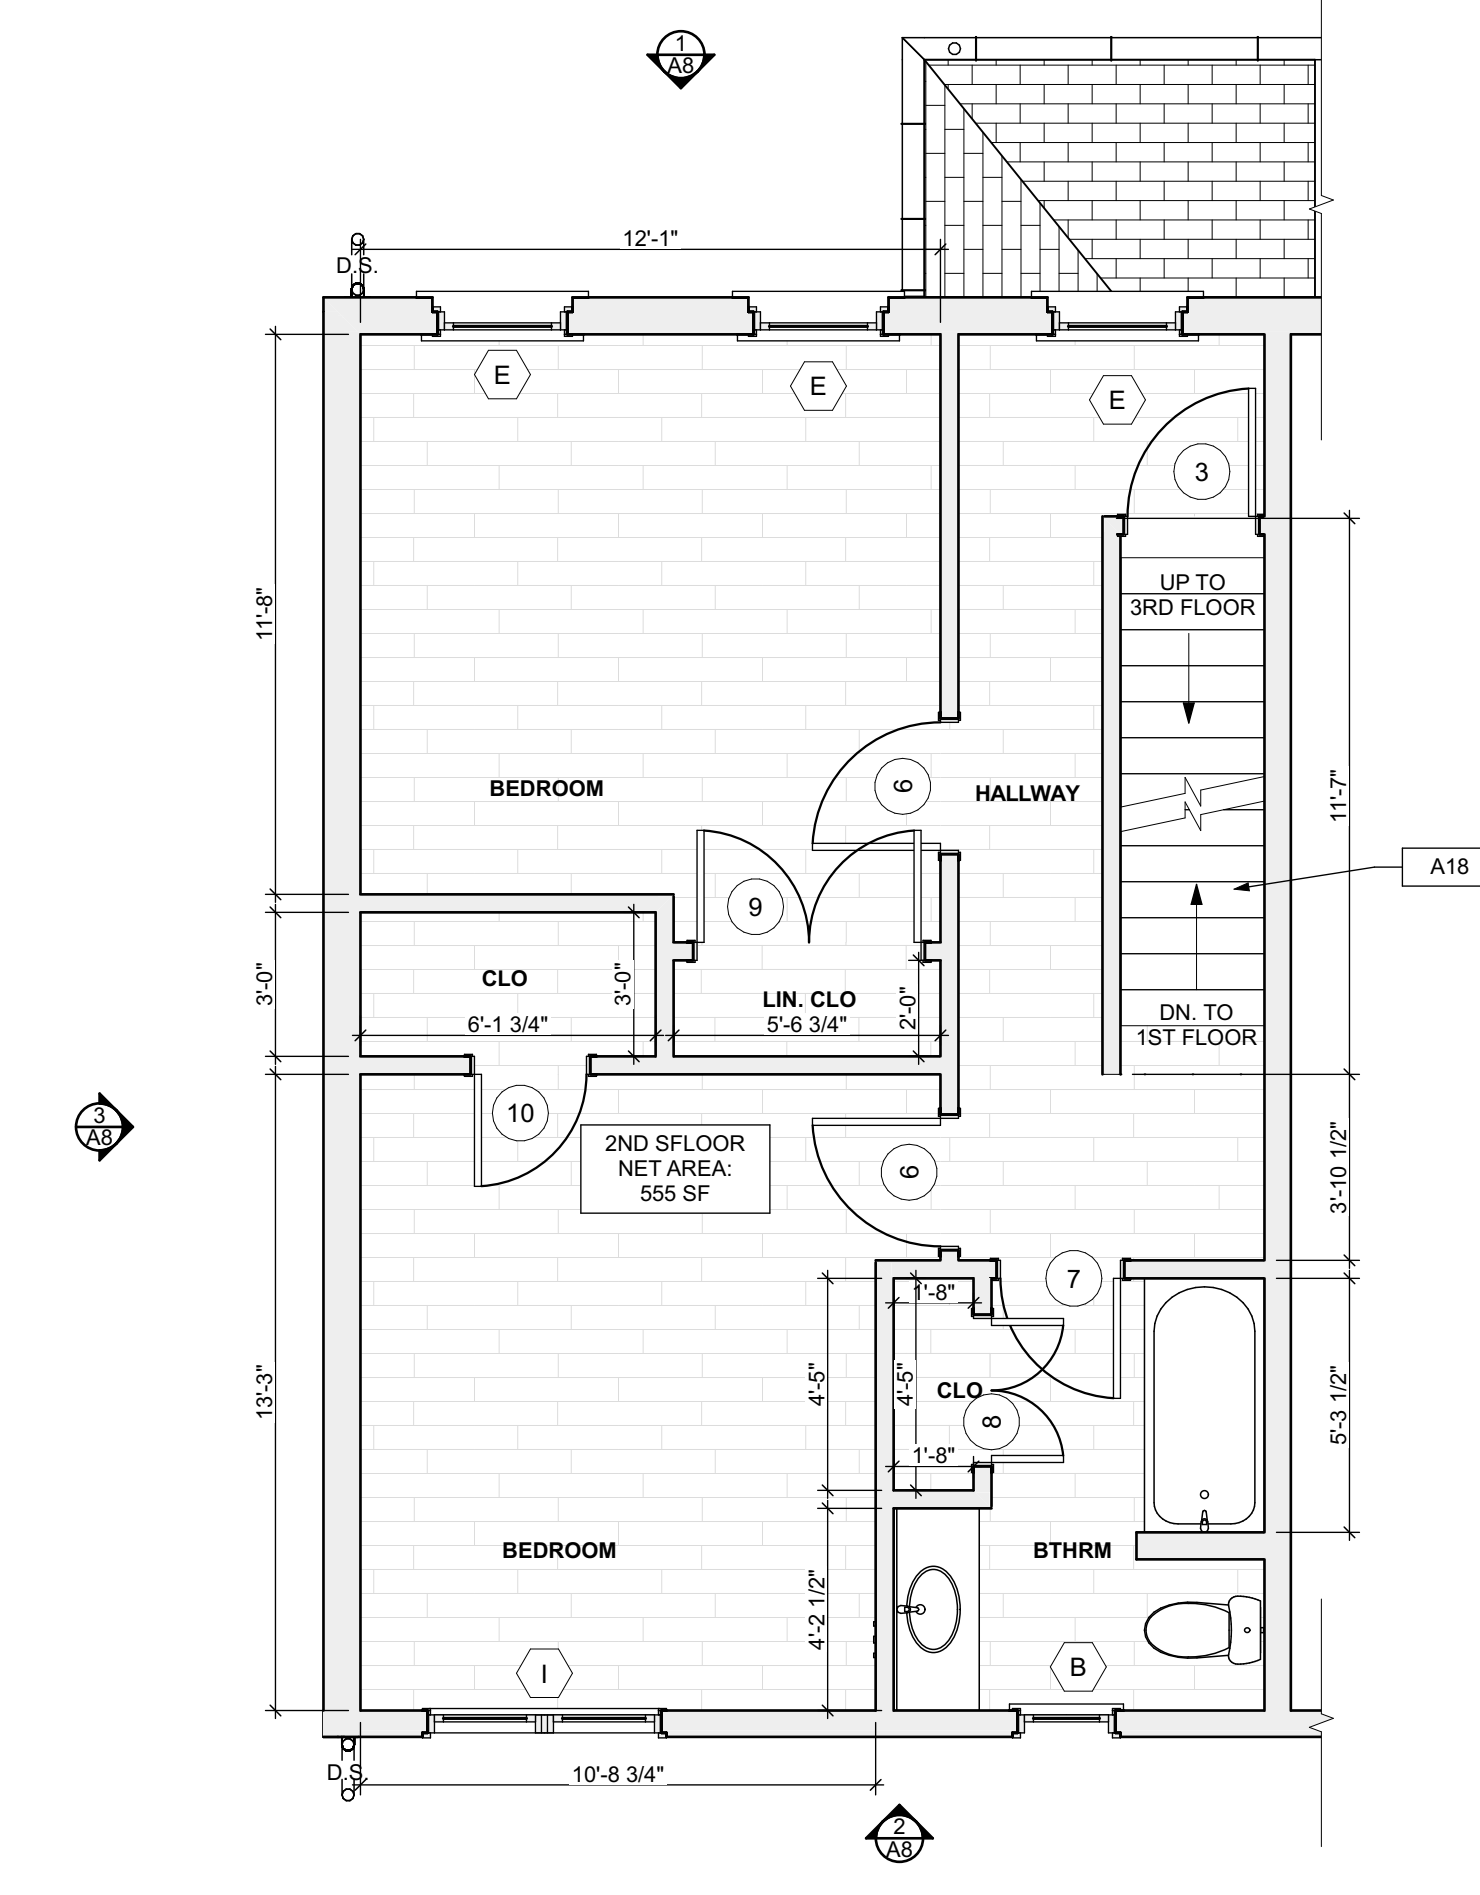 1
A8
12'-1"
D.S.
E
E
E
3
UP TO
3RD FLOOR
11'-8"
BEDROOM
6
HALLWAY
11'-7"
A18
9
CLO
3'-0"
3'-0"
LIN. CLO
2'-0"
6'-1 3/4"
5'-6 3/4"
DN. TO
1ST FLOOR
3
A8
10
2ND SFLOOR
NET AREA:
555 SF
6
3'-10 1/2"
7
1'-8"
13'-3"
4'-5"
4'-5"
CLO
8
5'-3 1/2"
1'-8"
BEDROOM
BTHRM
4'-2 1/2"
I
B
D.S.
10'-8 3/4"
2
A8